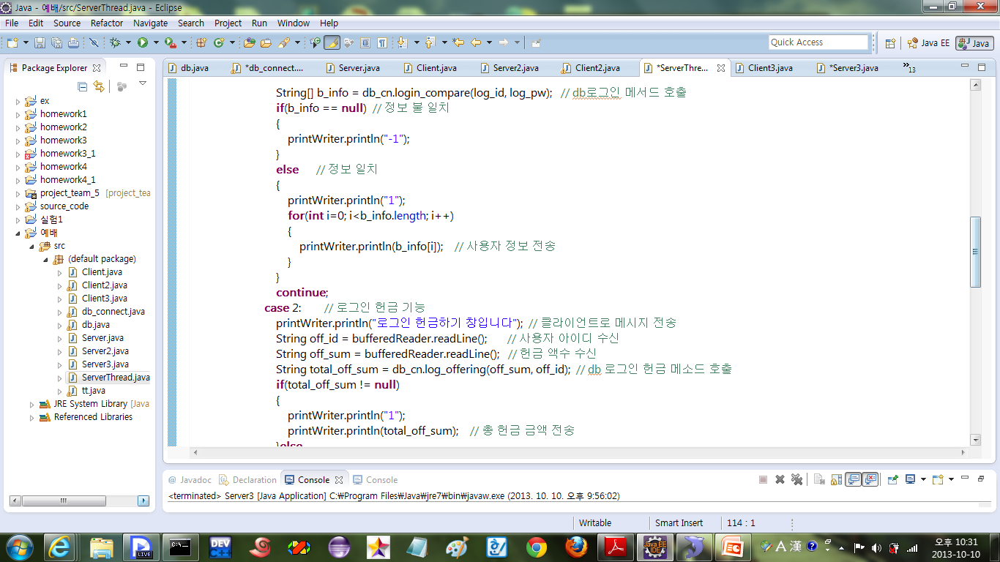 Java - 예배/src/ServerThread.java - Eclipse
File Edit Source Refactor Navigate Search Project Run Window Help
Quick Access
Java EE
Java
Package Explorer
ex
homework1
homework2
homework3
homework3_1
homework4
homework4_1
project_team_5 [project_tea
source_code
실험1
예배
src
(default package)
Client.java
Client2.java
Client3.java
db_connect.java
db.java
Server.java
Server2.java
Server3.java
ServerThread.java
tt.java
JRE System Library [Java
Referenced Libraries
db.java *db_connect.... Server.java Client.java Server2.java Client2.java *ServerThre... Client3.java *Server3.java »13
String[] b_info = db_cn.login_compare(log_id, log_pw); // db로그인 메서드 호출
if(b_info == null) // 정보 불 일치
{
printWriter.println("-1");
}
else // 정보 일치
{
printWriter.println("1");
for(int i=0; i<b_info.length; i++)
{
printWriter.println(b_info[i]); // 사용자 정보 전송
}
}
continue;
case 2: // 로그인 헌금 기능
printWriter.println("로그인 헌금하기 창입니다"); // 클라이언트로 메시지 전송
String off_id = bufferedReader.readLine(); // 사용자 아이디 수신
String off_sum = bufferedReader.readLine(); // 헌금 액수 수신
String total_off_sum = db_cn.log_offering(off_sum, off_id); // db 로그인 헌금 메소드 호출
if(total_off_sum != null)
{
printWriter.println("1");
printWriter.println(total_off_sum); // 총 헌금 금액 전송
}else
@ Javadoc Declaration Console Console
<terminated> Server3 [Java Application] C:₩Program Files₩Java₩jre7₩bin₩javaw.exe (2013. 10. 10. 오후 9:56:02)
Writable Smart Insert 114 : 1
LIVE
DEV C++
Java EE IDE
A 漢
오후 10:31
2013-10-10